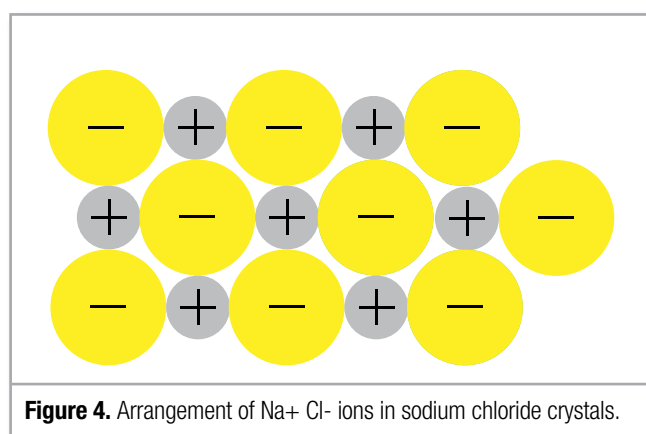 − + − + −
+ − + − + −
− + − + −
Figure 4. Arrangement of Na+ Cl- ions in sodium chloride crystals.